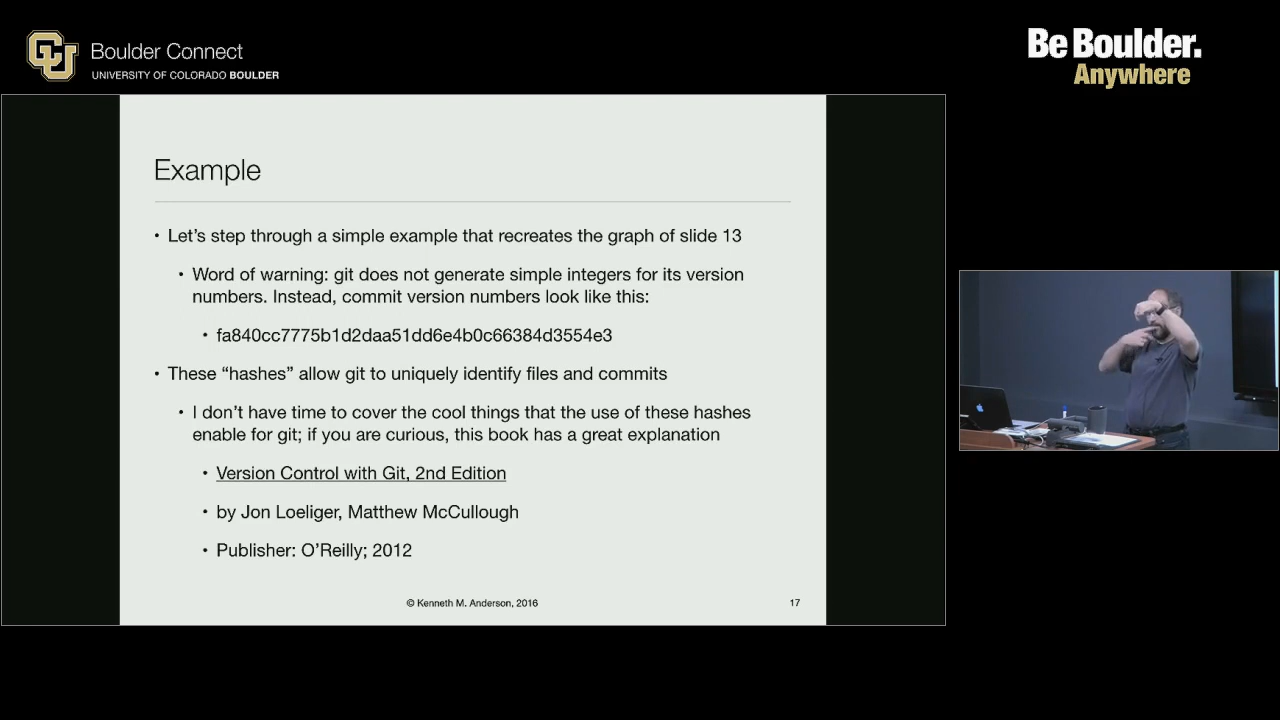 CU Boulder Connect
UNIVERSITY OF COLORADO BOULDER
Be Boulder.
Anywhere
Example
• Let’s step through a simple example that recreates the graph of slide 13
• Word of warning: git does not generate simple integers for its version
numbers. Instead, commit version numbers look like this:
• fa840cc7775b1d2daa51dd6e4b0c66384d3554e3
• These “hashes” allow git to uniquely identify files and commits
• I don’t have time to cover the cool things that the use of these hashes
enable for git; if you are curious, this book has a great explanation
• Version Control with Git, 2nd Edition
• by Jon Loeliger, Matthew McCullough
• Publisher: O’Reilly; 2012
© Kenneth M. Anderson, 2016
17